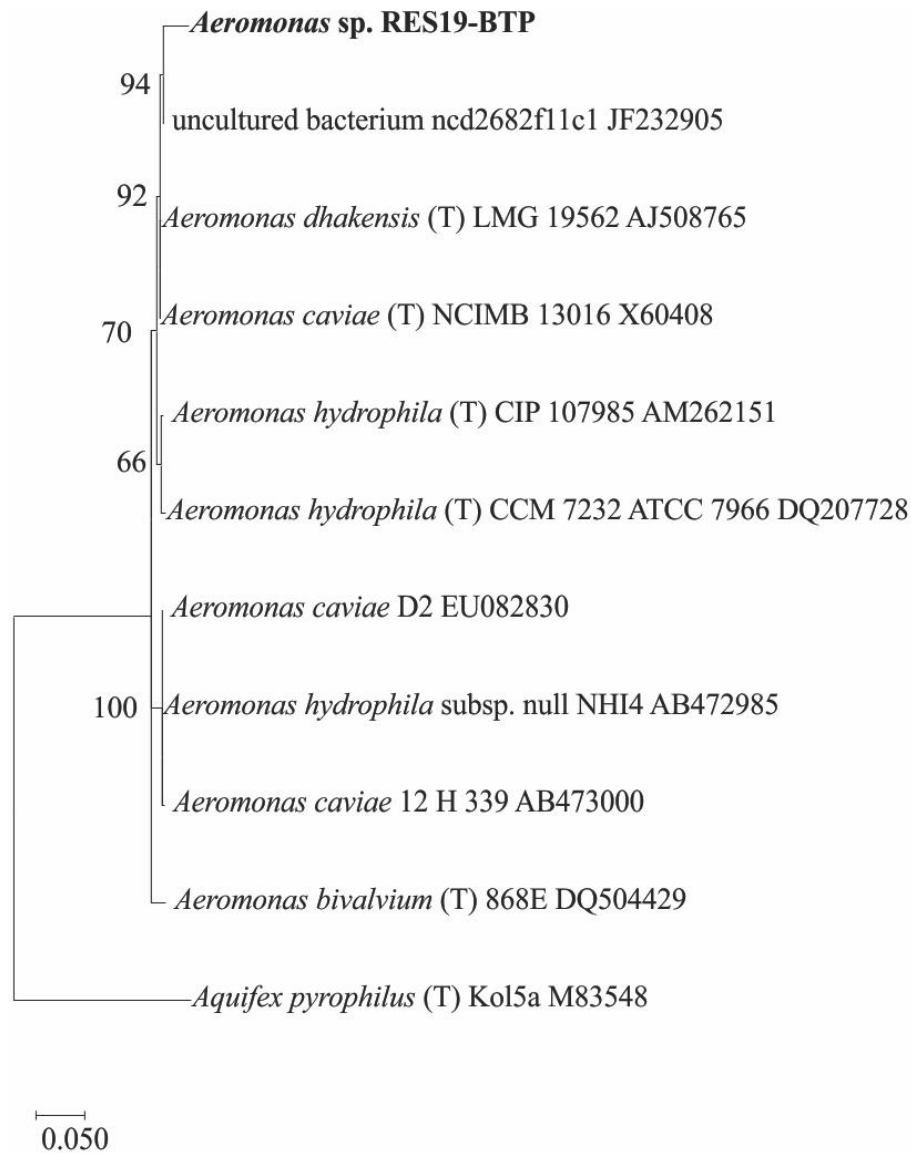 Aeromonas sp. RES19-BTP
94
uncultured bacterium ncd2682f11c1 JF232905
92
Aeromonas dhakensis (T) LMG 19562 AJ508765
Aeromonas caviae (T) NCIMB 13016 X60408
70
Aeromonas hydrophila (T) CIP 107985 AM262151
66
Aeromonas hydrophila (T) CCM 7232 ATCC 7966 DQ207728
Aeromonas caviae D2 EU082830
100
Aeromonas hydrophila subsp. null NHI4 AB472985
Aeromonas caviae 12 H 339 AB473000
Aeromonas bivalvium (T) 868E DQ504429
Aquifex pyrophilus (T) Kol5a M83548
0.050